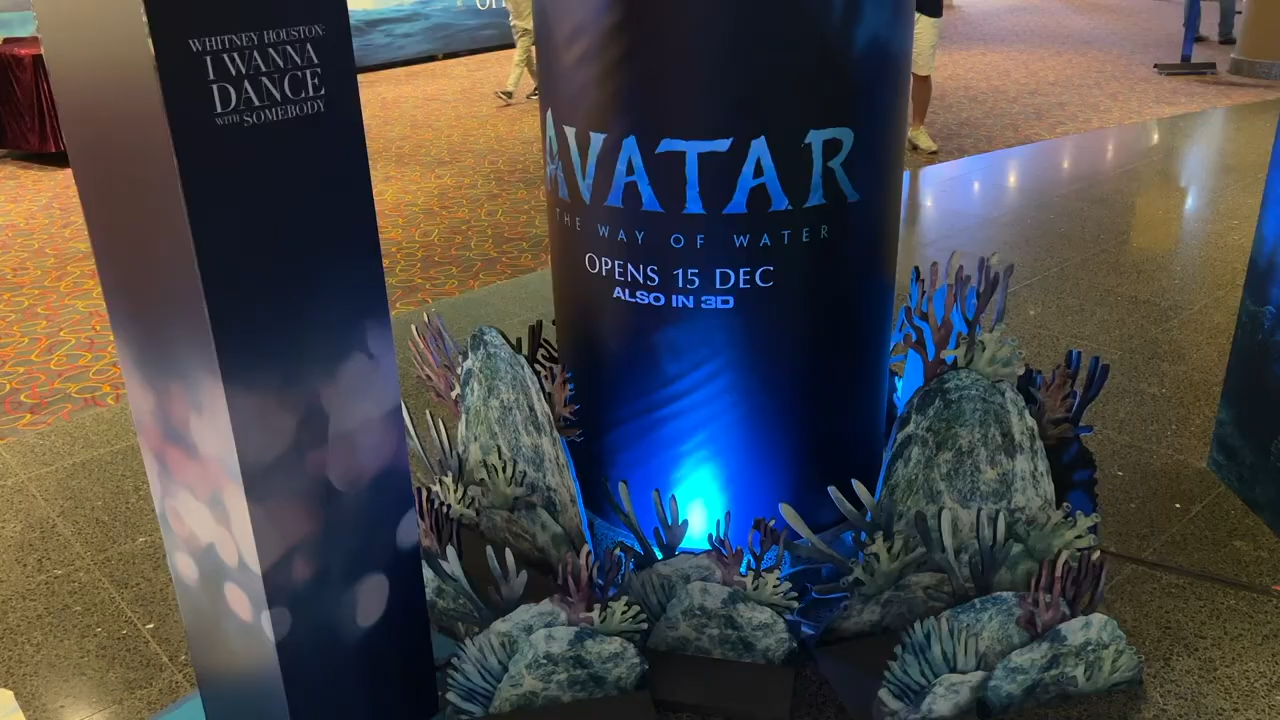 WHITNEY HOUSTON:
I WANNA
DANCE
WITH SOMEBODY
AVATAR
THE WAY OF WATER
OPENS 15 DEC
ALSO IN 3D